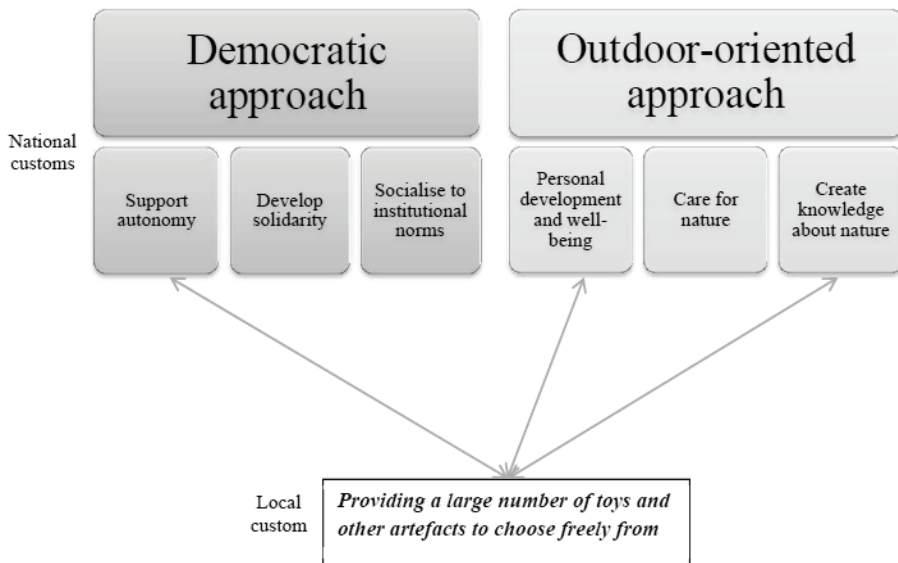 Democratic
approach
Outdoor-oriented
approach
National
customs
Support
autonomy
Develop
solidarity
Socialise to
institutional
norms
Personal
development
and well-
being
Care for
nature
Create
knowledge
about nature
Local
custom
Providing a large number of toys and
other artefacts to choose freely from